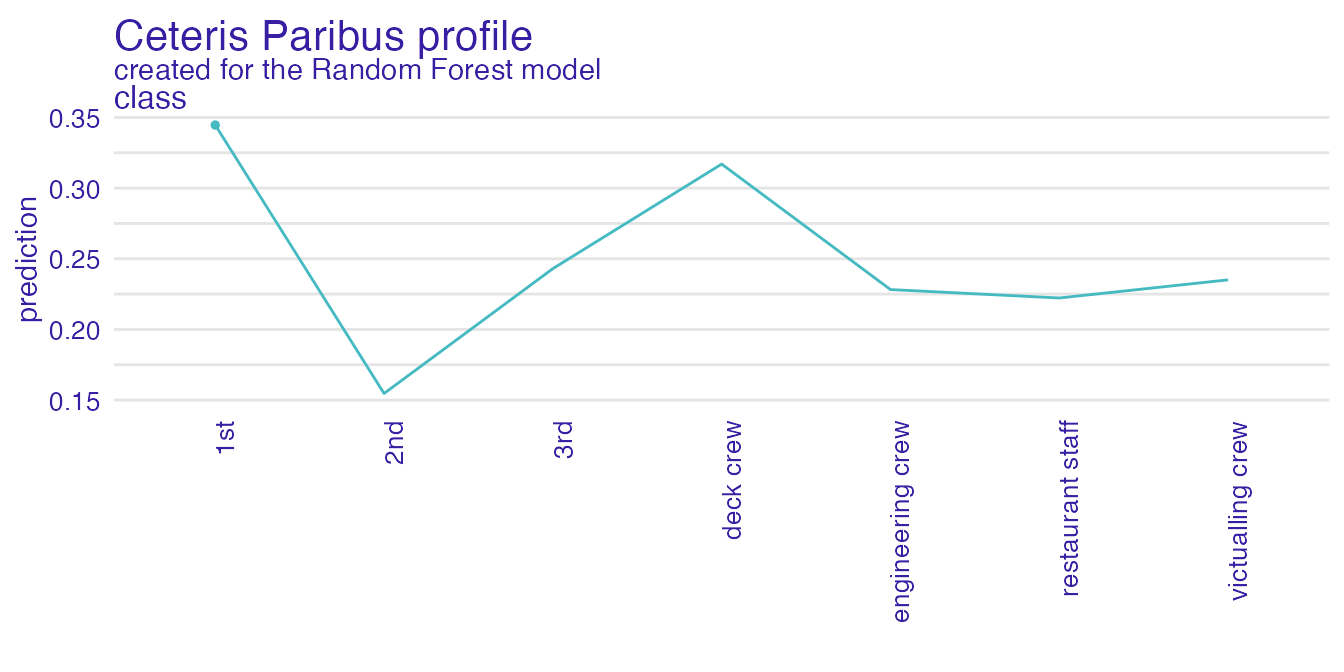 Ceteris Paribus profile
created for the Random Forest model
class
0.35
0.30
0.25
0.20
0.15
prediction
1st
2nd
3rd
deck crew
engineering crew
restaurant staff
victualling crew